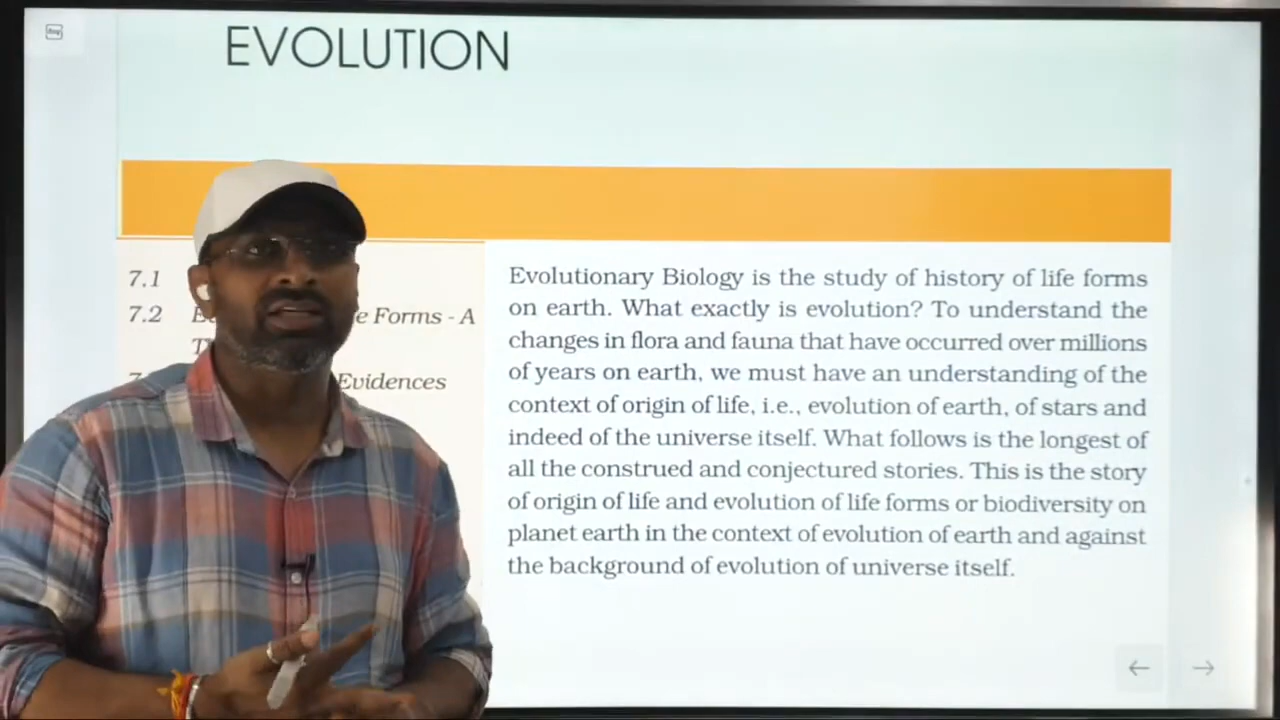 EVOLUTION
7.1
7.2 e Forms - A
Evidences
Evolutionary Biology is the study of history of life forms
on earth. What exactly is evolution? To understand the
changes in flora and fauna that have occurred over millions
of years on earth, we must have an understanding of the
context of origin of life, i.e., evolution of earth, of stars and
indeed of the universe itself. What follows is the longest of
all the construed and conjectured stories. This is the story
of origin of life and evolution of life forms or biodiversity on
planet earth in the context of evolution of earth and against
the background of evolution of universe itself.